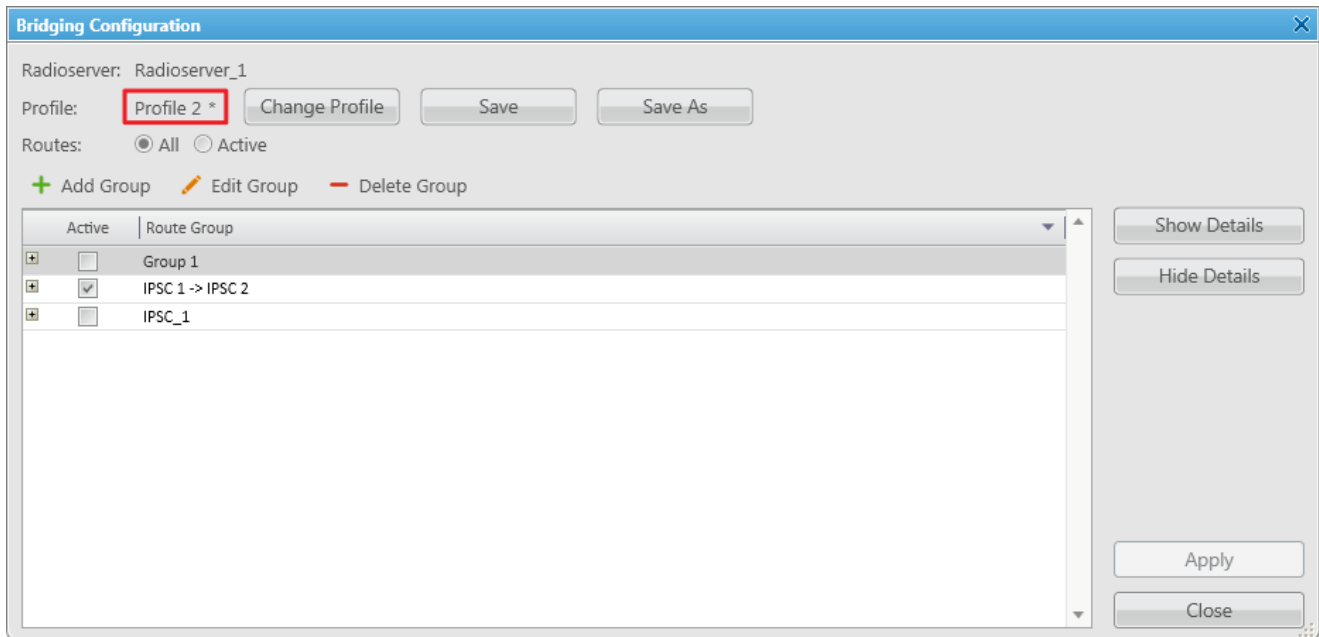 Bridging Configuration
Radioserver: Radioserver_1
Profile: Profile 2 * Change Profile Save Save As
Routes: All Active
Add Group Edit Group Delete Group
Active Route Group
Group 1
IPSC 1 -> IPSC 2
IPSC_1
Show Details
Hide Details
Apply
Close